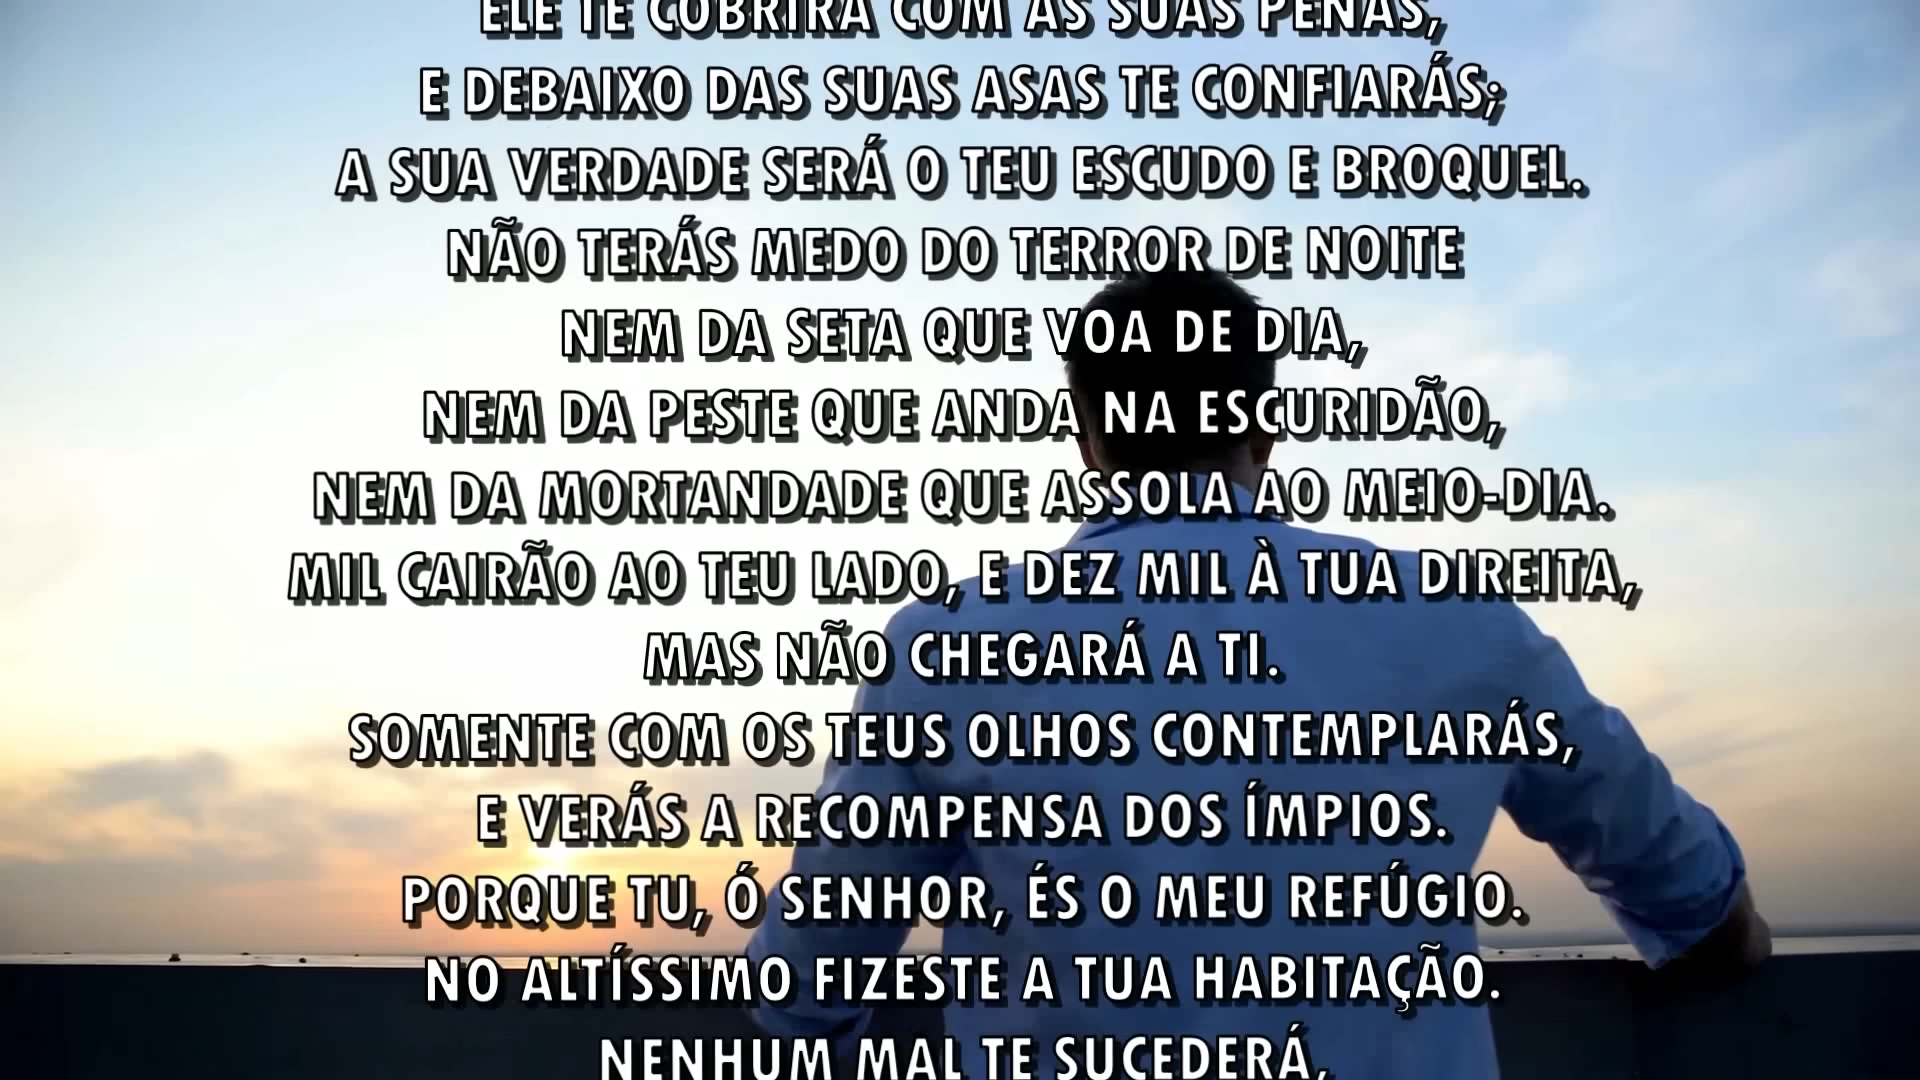 ELE TE COBRIRÁ COM AS SUAS PENAS,
E DEBAIXO DAS SUAS ASAS TE CONFIARÁS;
A SUA VERDADE SERÁ O TEU ESCUDO E BROQUEL.
NÃO TERÁS MEDO DO TERROR DE NOITE
NEM DA SETA QUE VOA DE DIA,
NEM DA PESTE QUE ANDA NA ESCURIDÃO,
NEM DA MORTANDADE QUE ASSOLA AO MEIO-DIA.
MIL CAIRÃO AO TEU LADO, E DEZ MIL À TUA DIREITA,
MAS NÃO CHEGARÁ A TI.
SOMENTE COM OS TEUS OLHOS CONTEMPLARÁS,
E VERÁS A RECOMPENSA DOS ÍMPIOS.
PORQUE TU, Ó SENHOR, ÉS O MEU REFÚGIO.
NO ALTÍSSIMO FIZESTE A TUA HABITAÇÃO.
NENHUM MAL TE SUCEDERÁ,